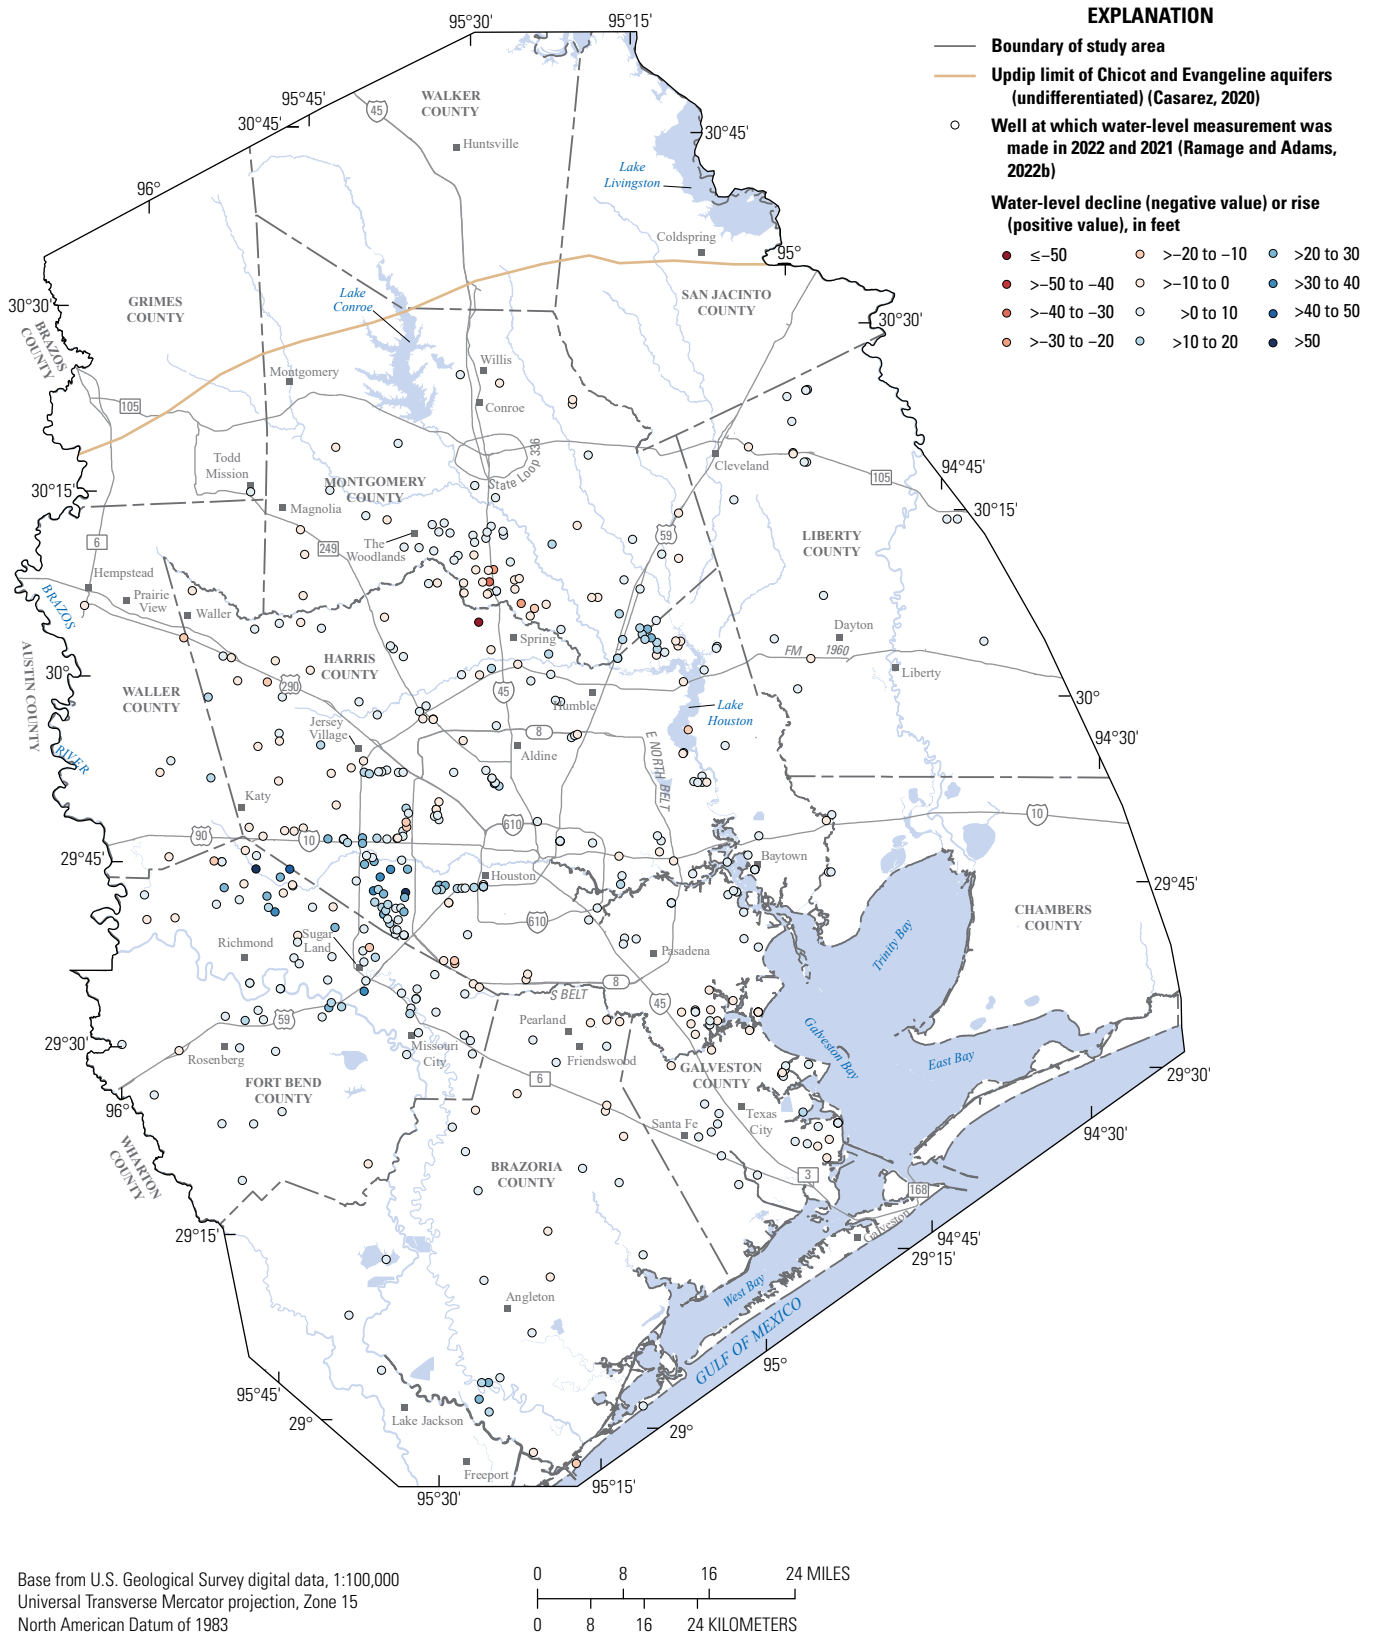 EXPLANATION
Boundary of study area
Updip limit of Chicot and Evangeline aquifers
(undifferentiated) (Casarez, 2020)
Well at which water-level measurement was
made in 2022 and 2021 (Ramage and Adams,
2022b)
Water-level decline (negative value) or rise
(positive value), in feet
≤−50
>−50 to −40
>−40 to −30
>−30 to −20
>−20 to −10
>−10 to 0
>0 to 10
>10 to 20
>20 to 30
>30 to 40
>40 to 50
>50
95°30'
95°15'
95°45'
30°45'
96°
30°45'
WALKER
COUNTY
45
Huntsville
Lake
Livingston
Coldspring
95°
30°30'
BRAZOS
COUNTY
GRIMES
COUNTY
Lake
Conroe
SAN JACINTO
COUNTY
30°30'
Montgomery
Willis
Conroe
105
State Loop 336
Todd
Mission
MONTGOMERY
COUNTY
Cleveland
105
94°45'
30°15'
30°15'
Magnolia
The
Woodlands
249
59
LIBERTY
COUNTY
6
Hempstead
Prairie
View
Waller
BRAZOS
AUSTIN COUNTY
30°
Spring
Dayton
FM 1960
Liberty
HARRIS
COUNTY
290
WALLER
COUNTY
45
Humble
Lake
Houston
30°
Jersey
Village
8
Aldine
E NORTH BELT
94°30'
RIVER
Katy
90
10
610
10
29°45'
Baytown
Houston
29°45'
CHAMBERS
COUNTY
610
Trinity Bay
Richmond
Sugar
Land
Pasadena
8
S BELT
45
59
Pearland
Friendswood
Galveston Bay
East Bay
29°30'
Rosenberg
Missouri
City
GALVESTON
COUNTY
29°30'
FORT BEND
COUNTY
6
96°
Santa Fe
Texas
City
94°30'
WHARTON
COUNTY
BRAZORIA
COUNTY
3
168
Galveston
29°15'
94°45'
29°15'
West Bay
Angleton
GULF OF MEXICO
95°
95°45'
29°
Lake Jackson
29°
Freeport
95°30'
95°15'
Base from U.S. Geological Survey digital data, 1:100,000
Universal Transverse Mercator projection, Zone 15
North American Datum of 1983
0 8 16 24 MILES
0 8 16 24 KILOMETERS